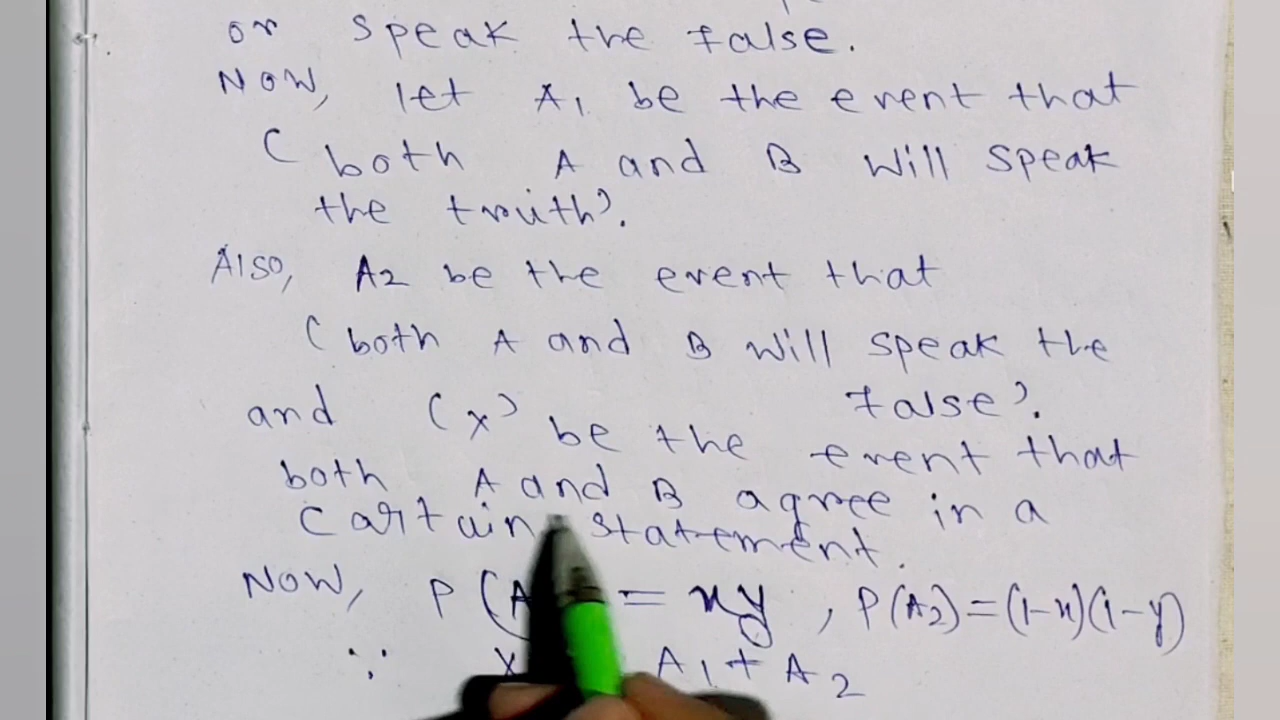 or speak the false.
Now, let A1 be the event that
( both A and B will speak
the truth).
Also, A2 be the event that
( both A and B will speak the
false).
and (x) be the event that
both A and B agree in a
cartain statement.
Now, P(A = xy , P(A2) = (1-x)(1-y)
∵ X A1 + A2